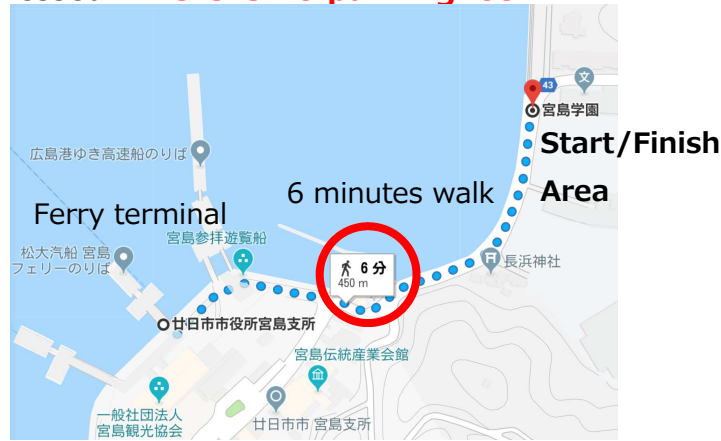 43
文
宮島学園
Start/Finish
Area
広島港ゆき高速船のりば
6 minutes walk
Ferry terminal
宮島参拝遊覧船
松大汽船 宮島
フェリーのりば
6 分
450 m
長浜神社
廿日市市役所宮島支所
宮島伝統産業会館
一般社団法人
宮島観光協会
廿日市市 宮島支所